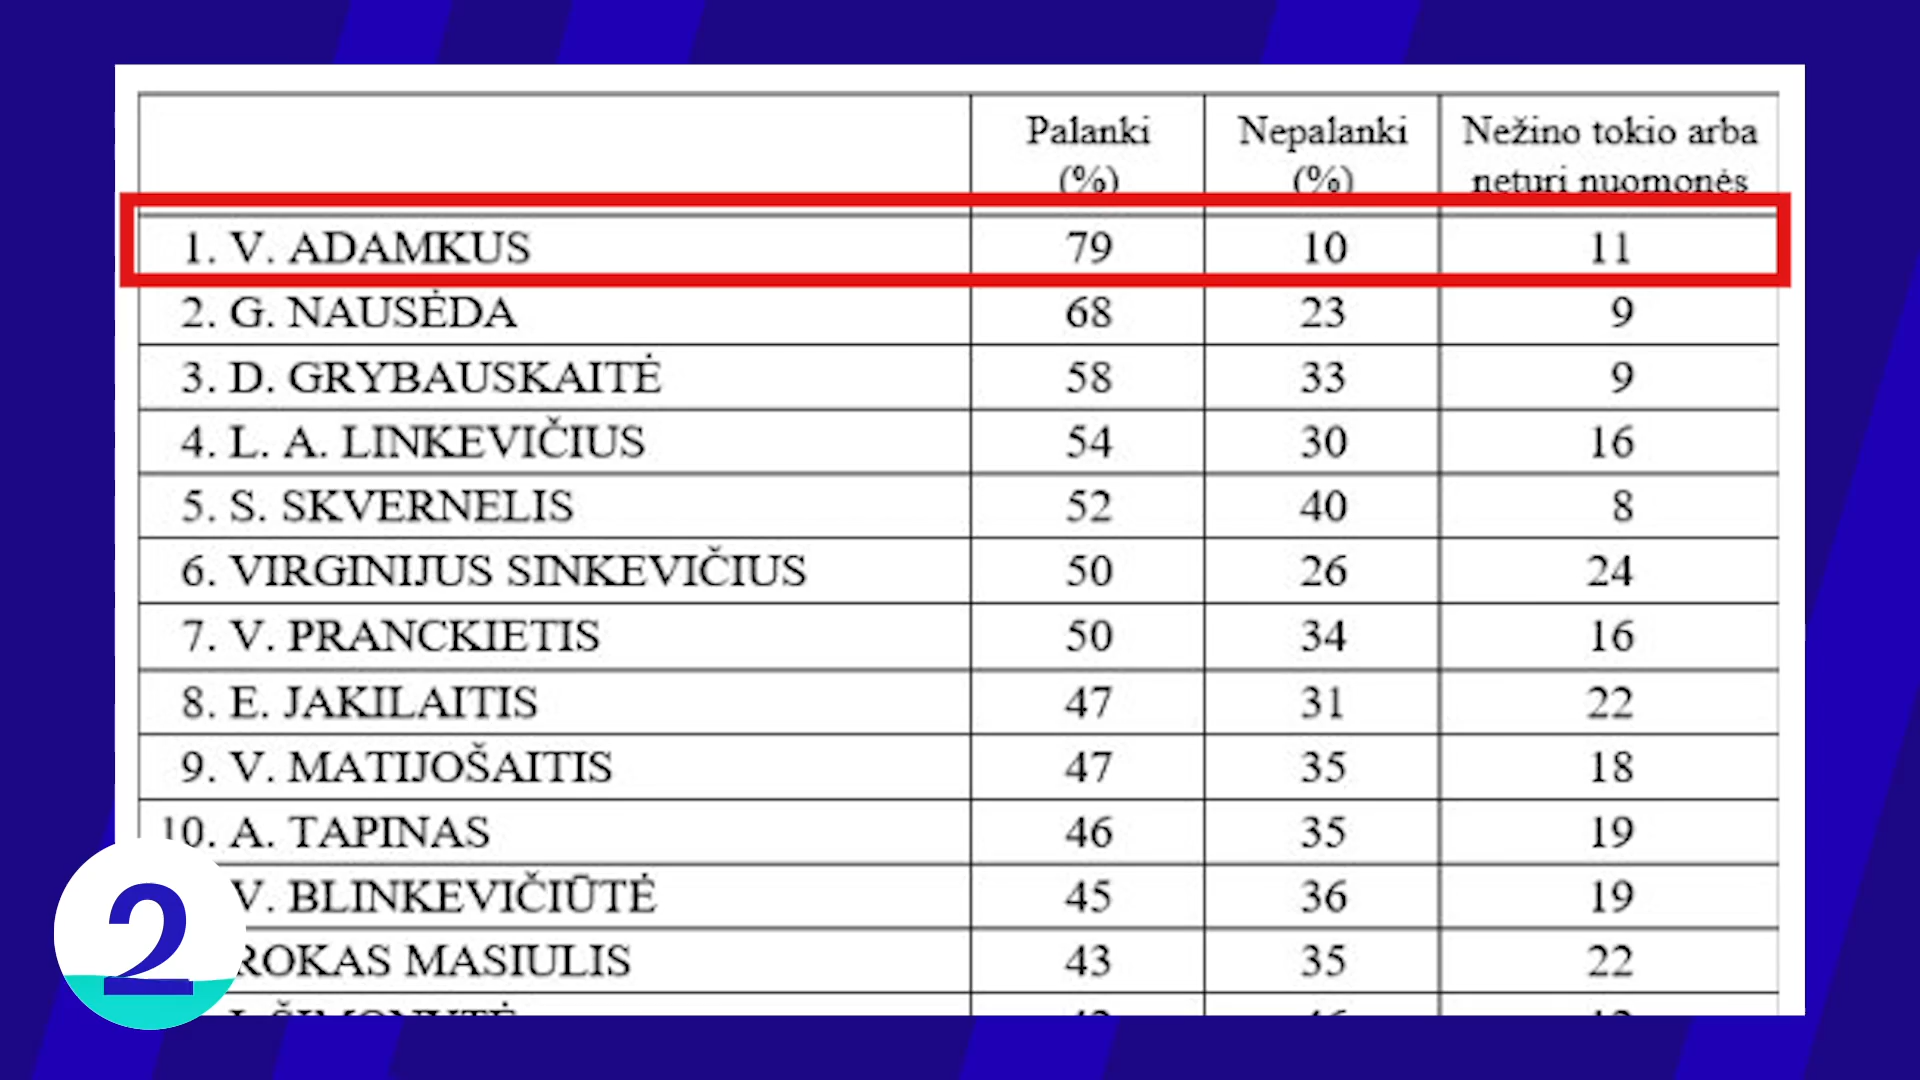 Palanki (%) Nepalanki (%) Nežino tokio arba neturi nuomonės
1. V. ADAMKUS 79 10 11
2. G. NAUSĖDA 68 23 9
3. D. GRYBAUSKAITĖ 58 33 9
4. L. A. LINKEVIČIUS 54 30 16
5. S. SKVERNELIS 52 40 8
6. VIRGINIJUS SINKEVIČIUS 50 26 24
7. V. PRANCKIETIS 50 34 16
8. E. JAKILAITIS 47 31 22
9. V. MATIJOŠAITIS 47 35 18
10. A. TAPINAS 46 35 19
V. BLINKEVIČIŪTĖ 45 36 19
ROKAS MASIULIS 43 35 22
2